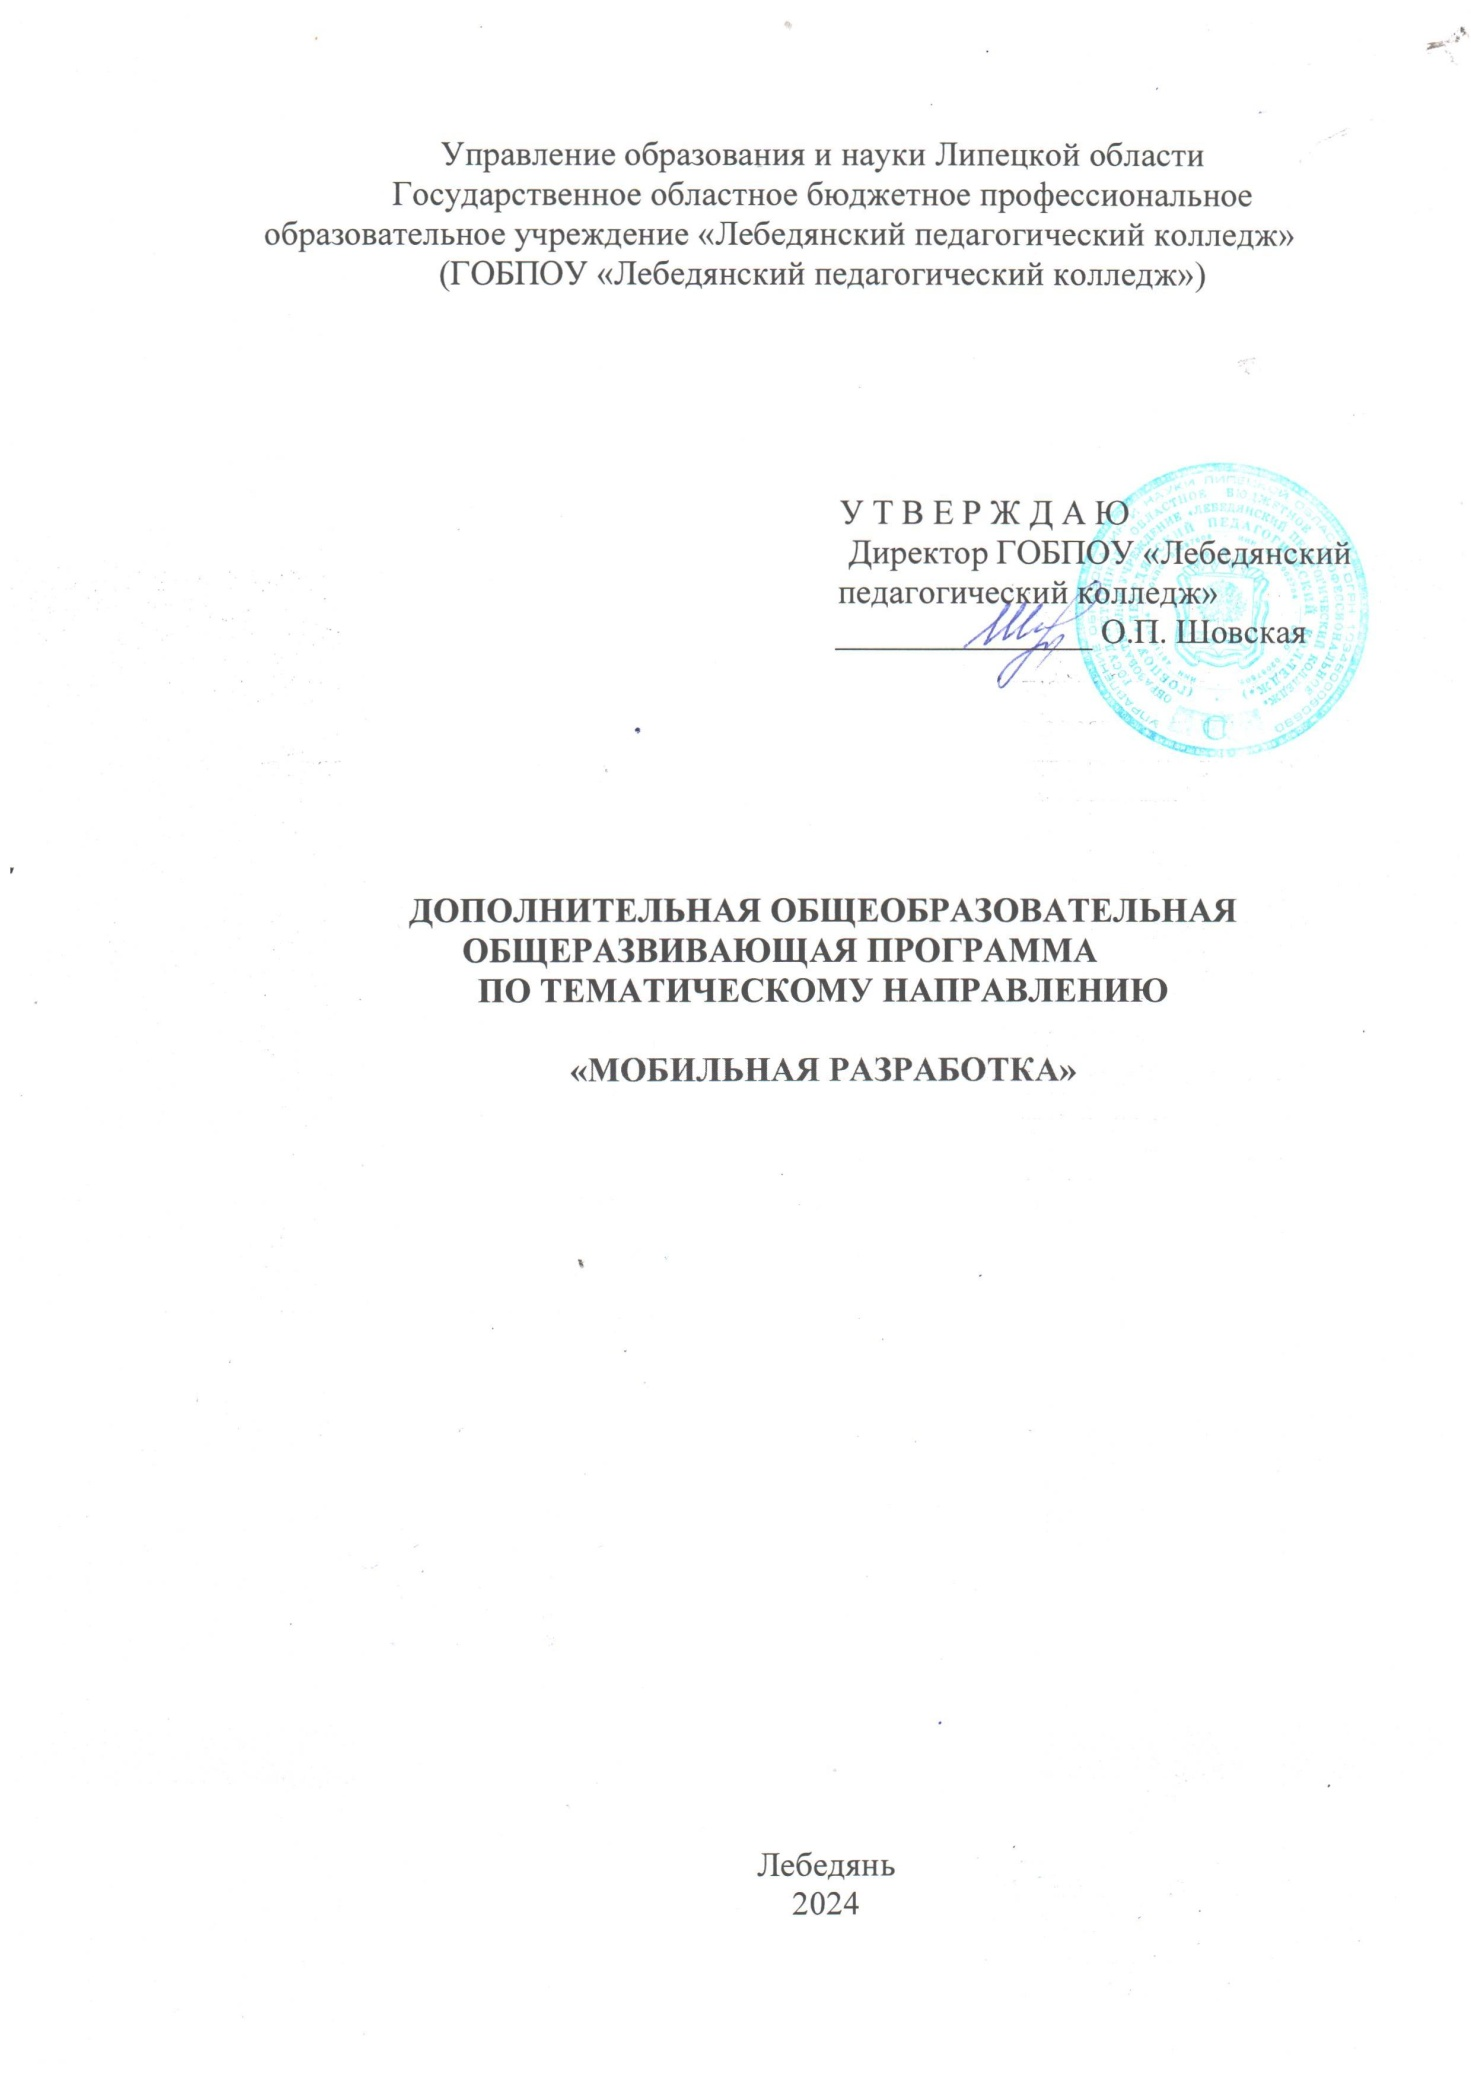 Управление образования и науки Липецкой области
Государственное областное бюджетное профессиональное
образовательное учреждение «Лебедянский педагогический колледж»
(ГОБПОУ «Лебедянский педагогический колледж»)
У Т В Е Р Ж Д А Ю
Директор ГОБПОУ «Лебедянский
педагогический колледж»
______________ О.П. Шовская
ДОПОЛНИТЕЛЬНАЯ ОБЩЕОБРАЗОВАТЕЛЬНАЯ
ОБЩЕРАЗВИВАЮЩАЯ ПРОГРАММА
ПО ТЕМАТИЧЕСКОМУ НАПРАВЛЕНИЮ
«МОБИЛЬНАЯ РАЗРАБОТКА»
Лебедянь
2024